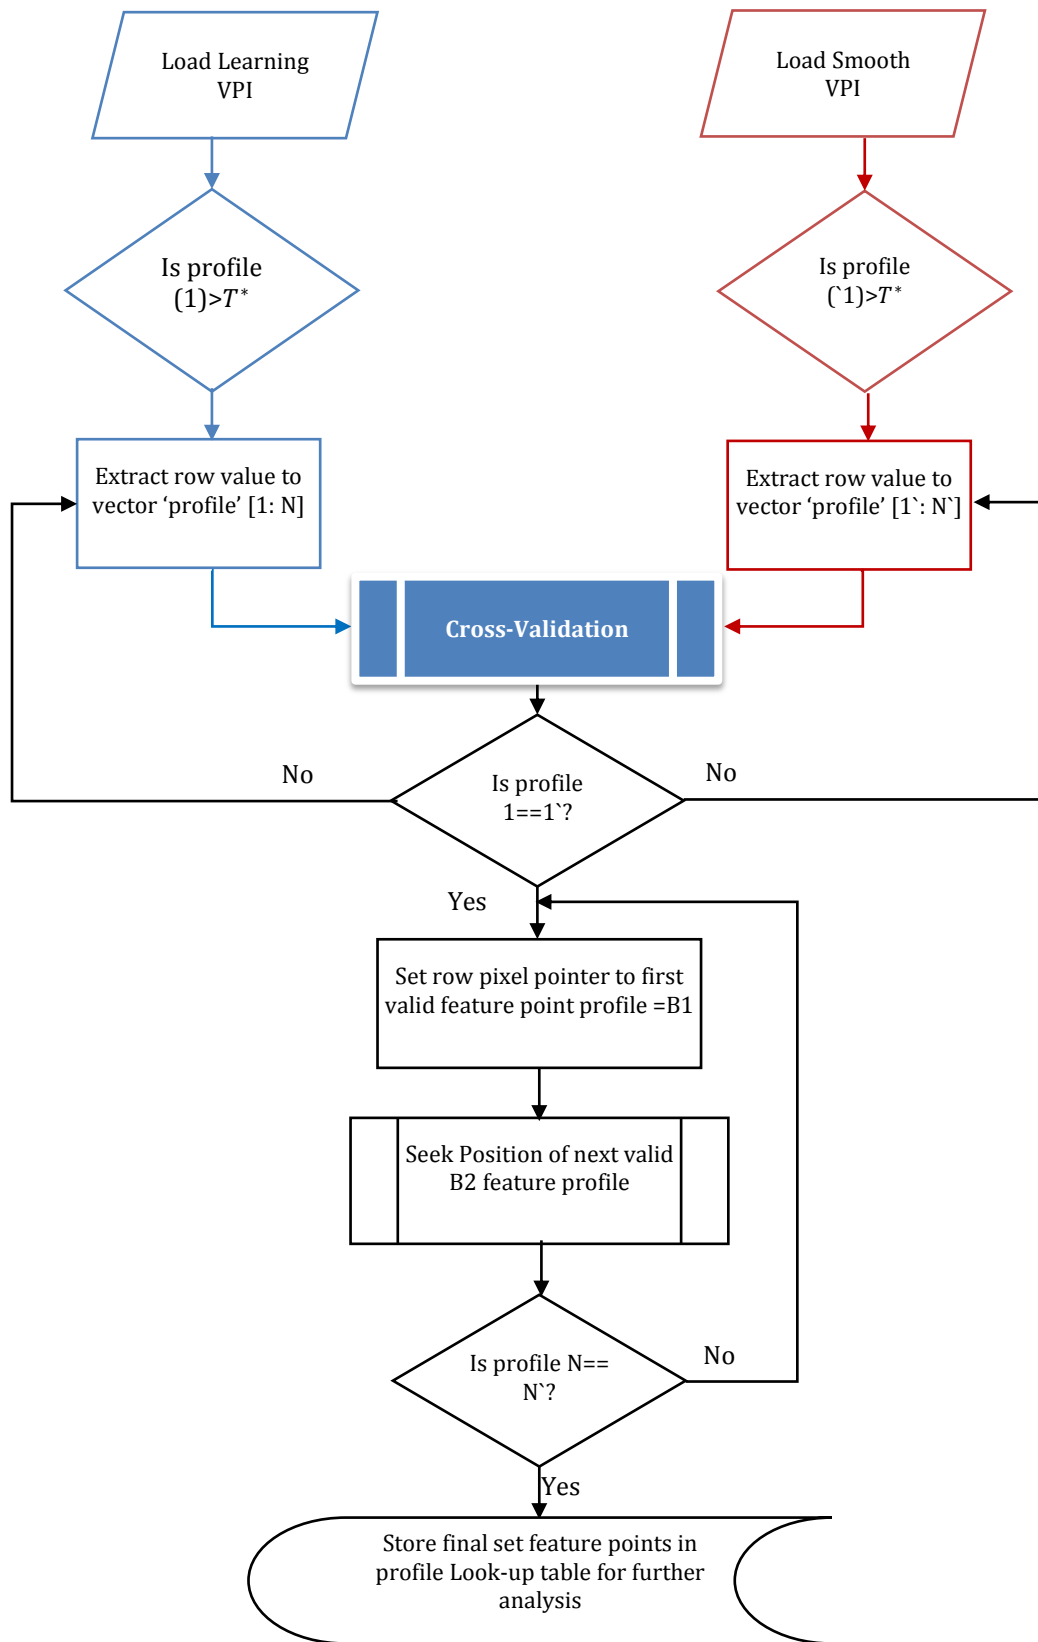 Load Learning
VPI
Load Smooth
VPI
Is profile
(1)>T*
Is profile
(`1)>T*
Extract row value to
vector ‘profile’ [1: N]
Extract row value to
vector ‘profile’ [1`: N`]
Cross-Validation
No
Is profile
1==1`?
No
Yes
Set row pixel pointer to first
valid feature point profile =B1
Seek Position of next valid
B2 feature profile
Is profile N==
N`?
No
Yes
Store final set feature points in
profile Look-up table for further
analysis